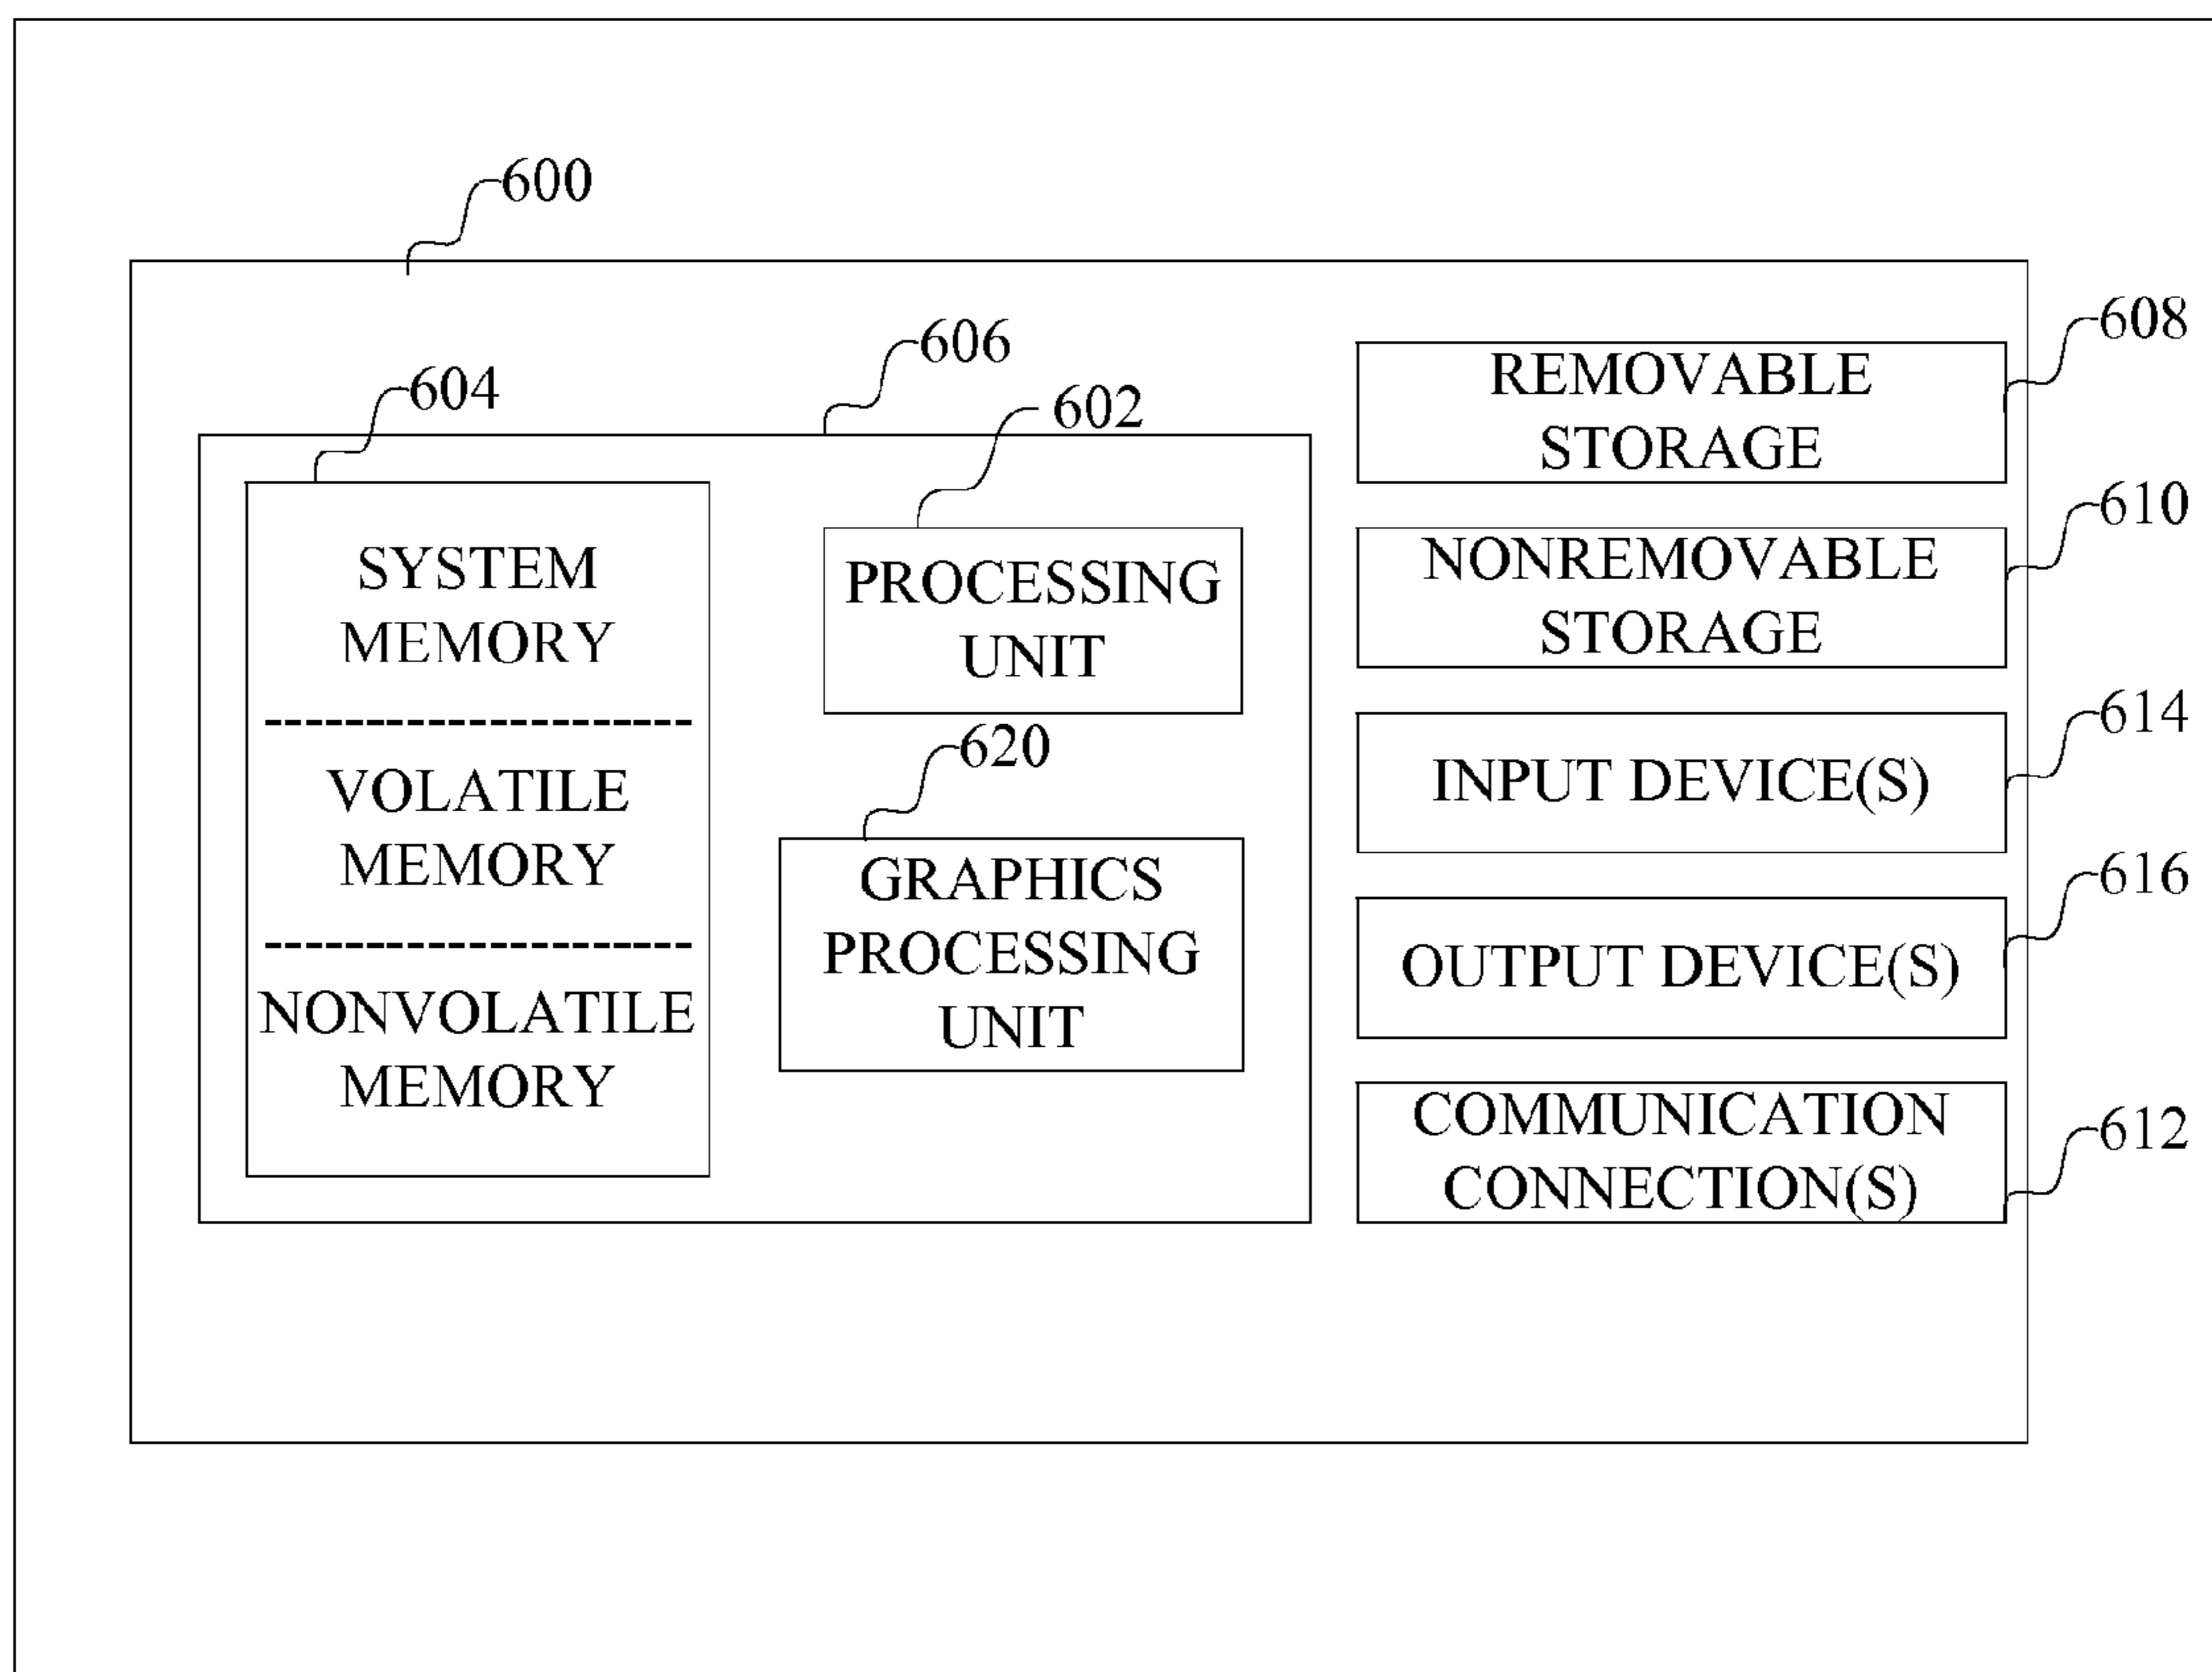 600
606
604
602
SYSTEM
MEMORY
VOLATILE
MEMORY
NONVOLATILE
MEMORY
PROCESSING
UNIT
620
GRAPHICS
PROCESSING
UNIT
608
REMOVABLE
STORAGE
610
NONREMOVABLE
STORAGE
614
INPUT DEVICE(S)
616
OUTPUT DEVICE(S)
612
COMMUNICATION
CONNECTION(S)